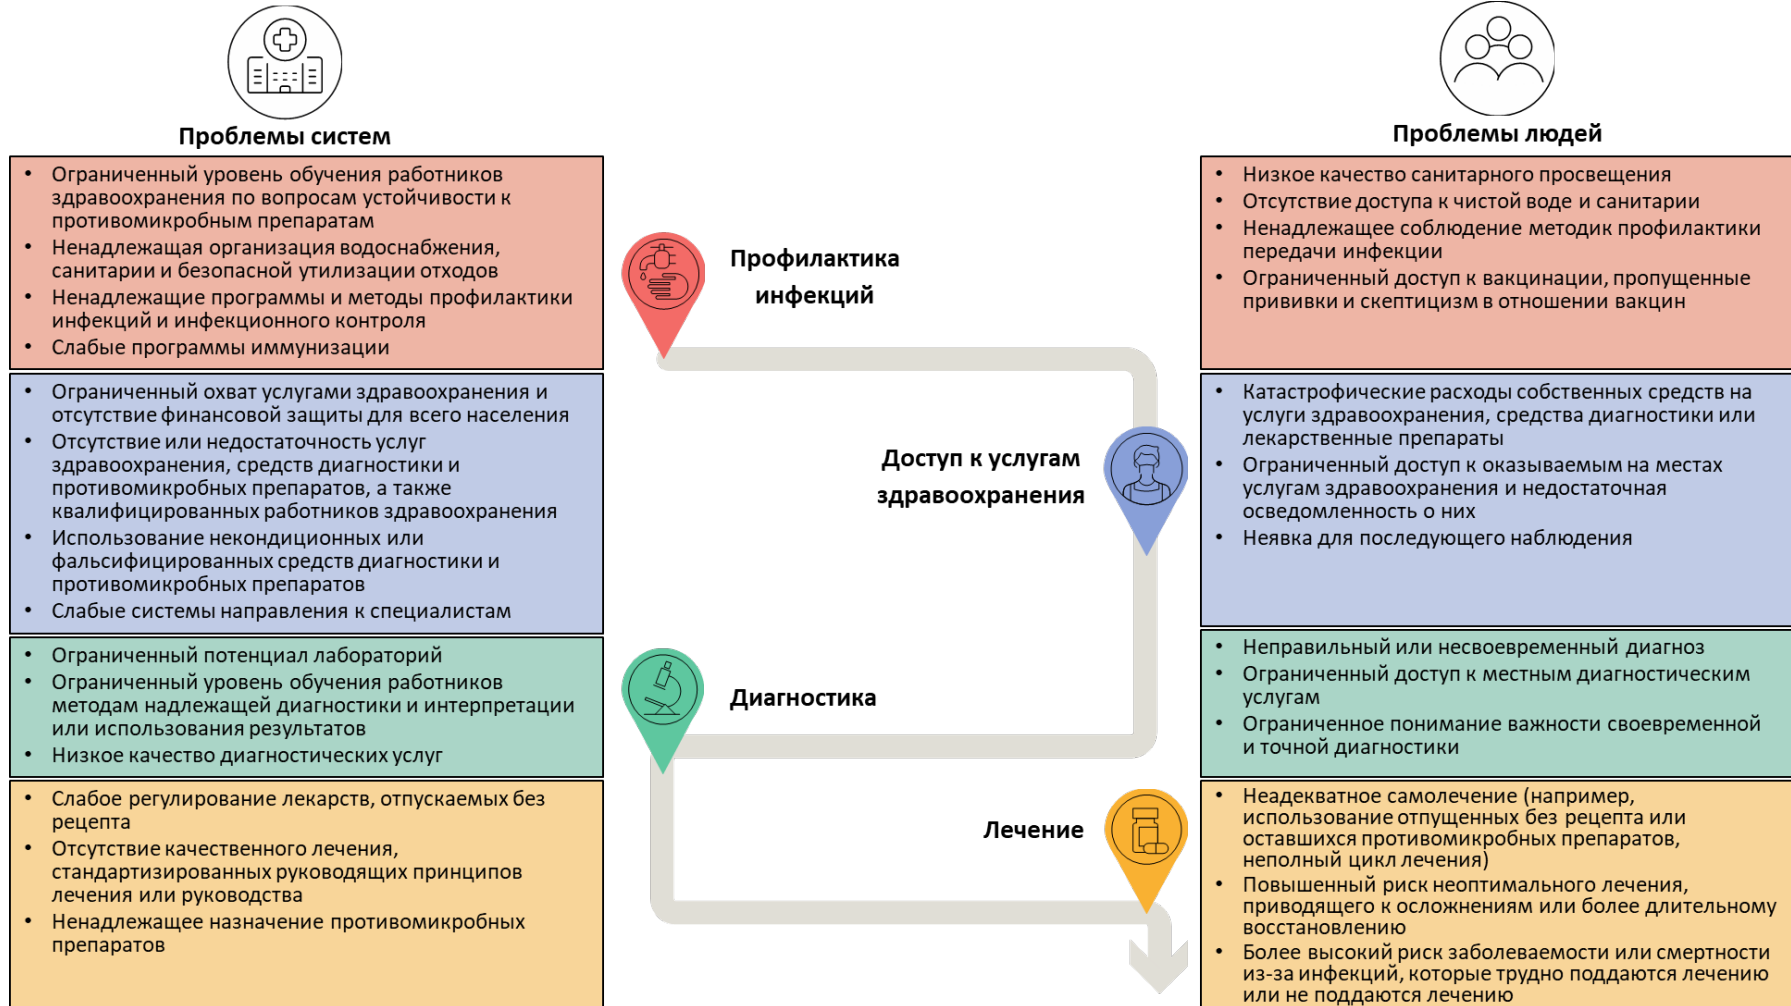 Проблемы систем
• Ограниченный уровень обучения работников
здравоохранения по вопросам устойчивости к
противомикробным препаратам
• Ненадлежащая организация водоснабжения,
санитарии и безопасной утилизации отходов
• Ненадлежащие программы и методы профилактики
инфекций и инфекционного контроля
• Слабые программы иммунизации
• Ограниченный охват услугами здравоохранения и
отсутствие финансовой защиты для всего населения
• Отсутствие или недостаточность услуг
здравоохранения, средств диагностики и
противомикробных препаратов, а также
квалифицированных работников здравоохранения
• Использование некондиционных или
фальсифицированных средств диагностики и
противомикробных препаратов
• Слабые системы направления к специалистам
• Ограниченный потенциал лабораторий
• Ограниченный уровень обучения работников
методам надлежащей диагностики и интерпретации
или использования результатов
• Низкое качество диагностических услуг
• Слабое регулирование лекарств, отпускаемых без
рецепта
• Отсутствие качественного лечения,
стандартизированных руководящих принципов
лечения или руководства
• Ненадлежащее назначение противомикробных
препаратов
Профилактика
инфекций
Доступ к услугам
здравоохранения
Диагностика
Лечение
Проблемы людей
• Низкое качество санитарного просвещения
• Отсутствие доступа к чистой воде и санитарии
• Ненадлежащее соблюдение методик профилактики
передачи инфекции
• Ограниченный доступ к вакцинации, пропущенные
прививки и скептицизм в отношении вакцин
• Катастрофические расходы собственных средств на
услуги здравоохранения, средства диагностики или
лекарственные препараты
• Ограниченный доступ к оказываемым на местах
услугам здравоохранения и недостаточная
осведомленность о них
• Неявка для последующего наблюдения
• Неправильный или несвоевременный диагноз
• Ограниченный доступ к местным диагностическим
услугам
• Ограниченное понимание важности своевременной
и точной диагностики
• Неадекватное самолечение (например,
использование отпущенных без рецепта или
оставшихся противомикробных препаратов,
неполный цикл лечения)
• Повышенный риск неоптимального лечения,
приводящего к осложнениям или более длительному
восстановлению
• Более высокий риск заболеваемости или смертности
из-за инфекций, которые трудно поддаются лечению
или не поддаются лечению